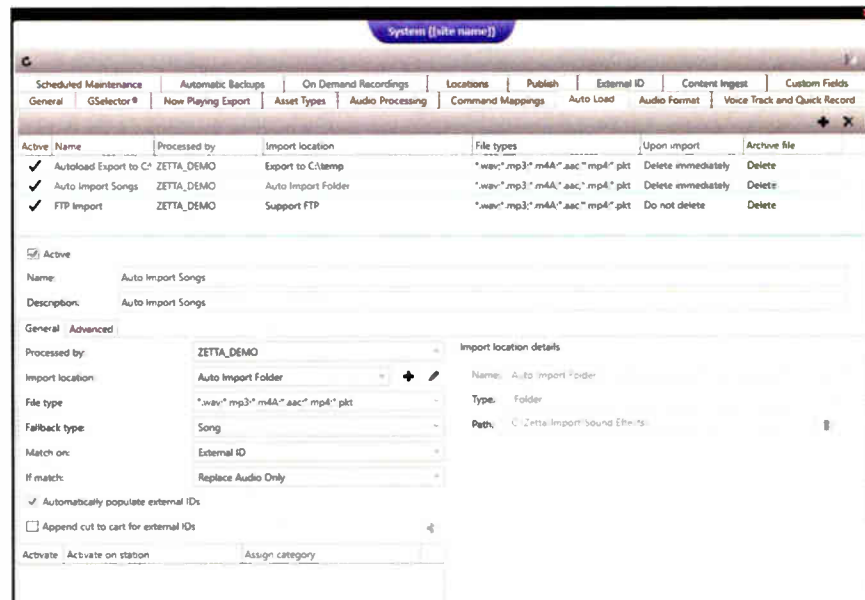 System ([site name])
Scheduled Maintenance Automatic Backups On Demand Recordings Locations Publish External ID Content Ingest Custom Fields
General GSelector® Now Playing Export Asset Types Audio Processing Command Mappings Auto Load Audio Format Voice Track and Quick Record
Active Name Processed by Import location File types Upon import Archive file
Autoload Export to C:\ ZETTA_DEMO Export to C:\temp *.wav;*.mp3;*.m4A;*.aac;*.mp4;*.pkt Delete immediately Delete
Auto Import Songs ZETTA_DEMO Auto Import Folder *.wav;*.mp3;*.m4A;*.aac;*.mp4;*.pkt Delete immediately Delete
FTP Import ZETTA_DEMO Support FTP *.wav;*.mp3;*.m4A;*.aac;*.mp4;*.pkt Do not delete Delete
Active
Name: Auto Import Songs
Description: Auto Import Songs
General Advanced
Processed by: ZETTA_DEMO
Import location: Auto Import Folder
File type *.wav;*.mp3;*.m4A;*.aac;*.mp4;*.pkt
Fallback type: Song
Match on: External ID
If match: Replace Audio Only
Automatically populate external IDs
Append cut to cart for external IDs
Activate Activate on station Assign category
Import location details
Name: Auto Import Folder
Type: Folder
Path: C:\Zetta\Import\Sound Effects